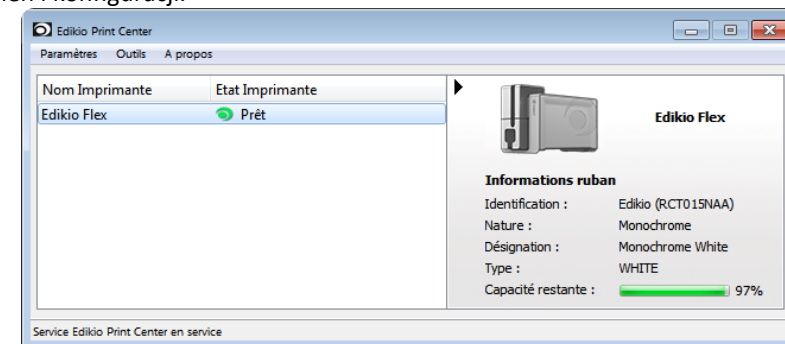 i konfiguracji.
Edikio Print Center
Paramètres Outils A propos
Nom Imprimante Etat Imprimante
Edikio Flex Prêt
Edikio Flex
Informations ruban
Identification : Edikio (RCT015NAA)
Nature : Monochrome
Désignation : Monochrome White
Type : WHITE
Capacité restante : 97%
Service Edikio Print Center en service